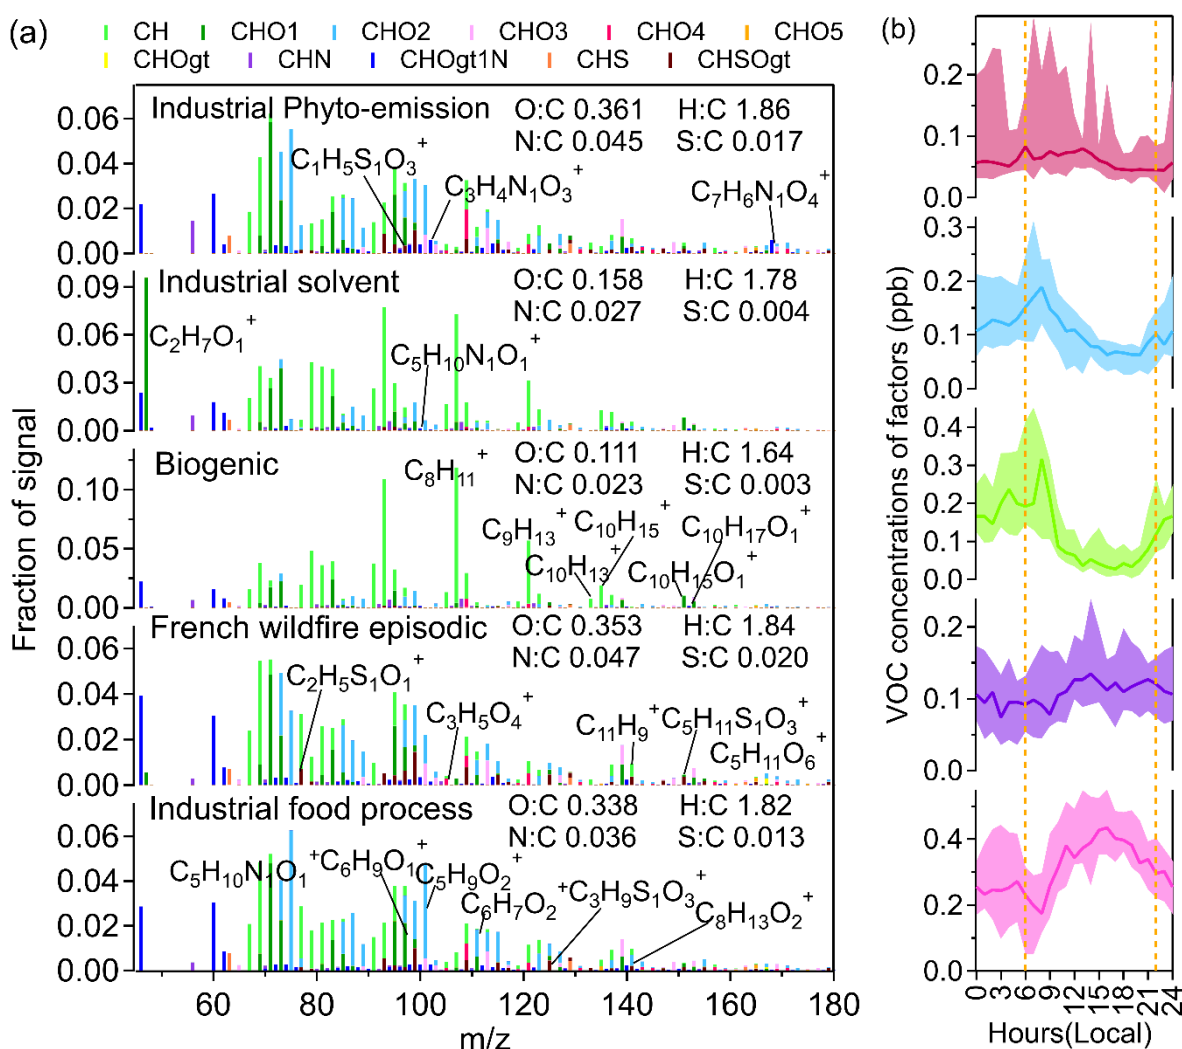 (a)
CH CHO1 CHO2 CHO3 CHO4 CHO5
CHOgt CHN CHOgt1N CHS CHSOgt
Fraction of signal
Industrial Phyto-emission
O:C 0.361 H:C 1.86
N:C 0.045 S:C 0.017
C₁H₅S₁O₃⁺
C₃H₄N₁O₃⁺
C₇H₆N₁O₄⁺
0.06
0.04
0.02
0.00
Industrial solvent
O:C 0.158 H:C 1.78
N:C 0.027 S:C 0.004
C₂H₇O₁⁺
C₅H₁₀N₁O₁⁺
0.09
0.06
0.03
0.00
Biogenic
O:C 0.111 H:C 1.64
N:C 0.023 S:C 0.003
C₈H₁₁⁺
C₉H₁₃⁺
C₁₀H₁₅⁺
C₁₀H₁₇O₁⁺
C₁₀H₁₃⁺
C₁₀H₁₅O₁⁺
0.10
0.05
0.00
French wildfire episodic
O:C 0.353 H:C 1.84
N:C 0.047 S:C 0.020
C₂H₅S₁O₁⁺
C₃H₅O₄⁺
C₁₁H₉⁺
C₅H₁₁S₁O₃⁺
C₅H₁₁O₆⁺
0.06
0.04
0.02
0.00
Industrial food process
O:C 0.338 H:C 1.82
N:C 0.036 S:C 0.013
C₅H₁₀N₁O₁⁺
C₆H₉O₁⁺
C₅H₉O₂⁺
C₆H₇O₂⁺
C₃H₉S₁O₃⁺
C₈H₁₃O₂⁺
0.06
0.04
0.02
0.00
60 80 100 120 140 160 180
m/z
(b)
VOC concentrations of factors (ppb)
0.2
0.1
0.0
0.3
0.2
0.1
0.0
0.4
0.3
0.2
0.1
0.0
0.2
0.1
0.0
0.4
0.2
0.0
0 3 6 9 12 15 18 21 24
Hours(Local)